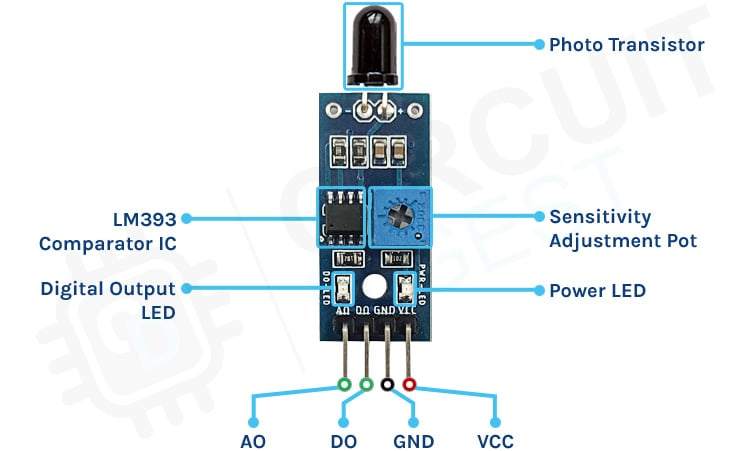 Photo Transistor
CIRCUIT
DIGEST
- +
3362
LM393
Comparator IC
Sensitivity
Adjustment Pot
Digital Output
LED
DO-LED
PWR-LED
Power LED
AO DO GND VCC
AO
DO
GND
VCC